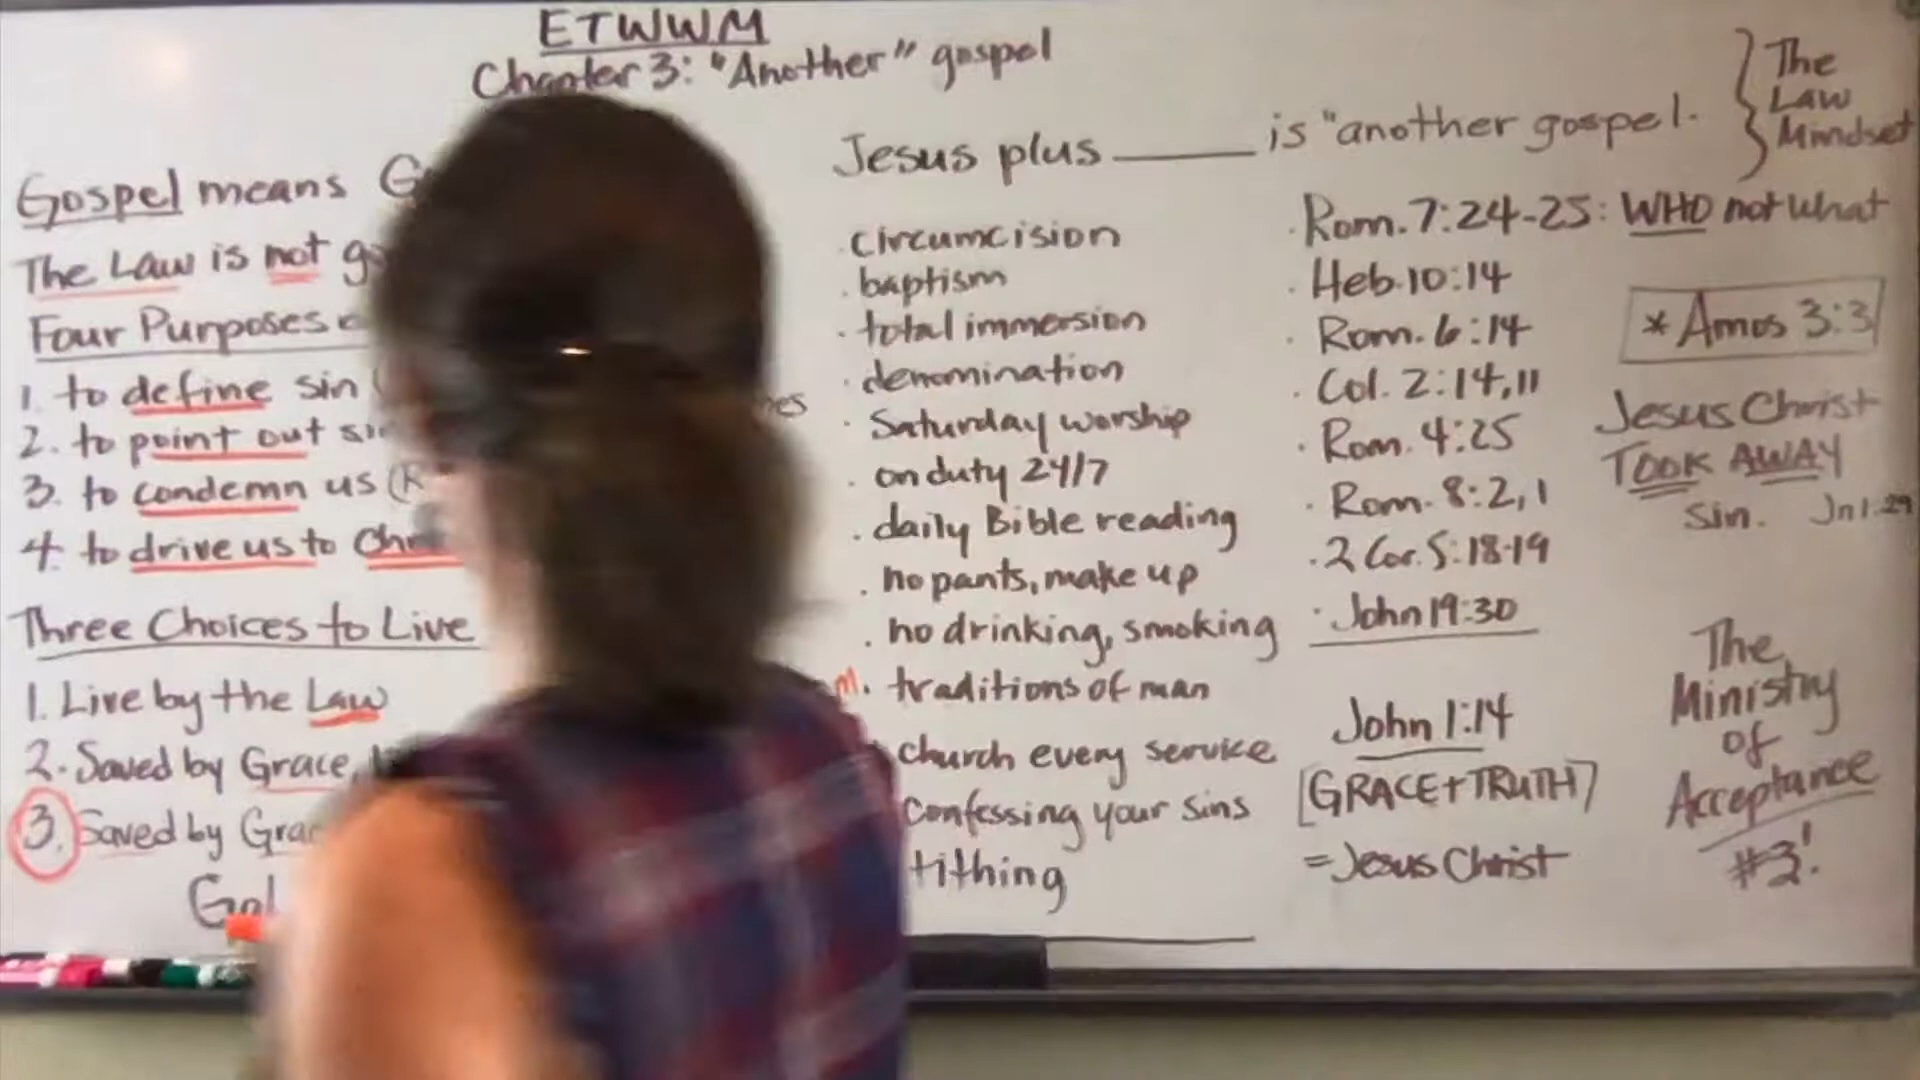 ETWWM
Chapter 3: "Another" gospel
Gospel means
The Law is not
Four Purposes
1. to define sin
2. to point out
3. to condemn us
4. to drive us to
Three Choices to Live
1. Live by the Law
2. Saved by Grace,
3. Saved by
Jesus plus ______ is "another gospel.
circumcision
· baptism
· total immersion
· denomination
· Saturday worship
· on duty 24/7
· daily Bible reading
· no pants, make up
· no drinking, smoking
· traditions of man
church every service
confessing your sins
tithing
} The
Law
Mindset
· Rom. 7:24-25: WHO not what
· Heb. 10:14
· Rom. 6:14
· Col. 2:14,11
· Rom. 4:25
· Rom. 8:2,1
· 2 Cor. 5:18-19
· John 19:30
John 1:14
[GRACE + TRUTH]
= Jesus Christ
* Amos 3:3
Jesus Christ
TOOK AWAY
Sin. Jn 1:29
The
Ministry
of
Acceptance
#3!